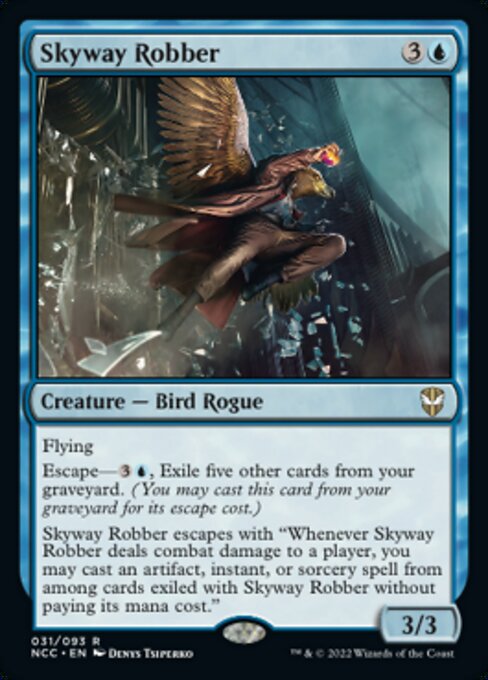 Skyway Robber 3
Creature — Bird Rogue
Flying
Escape—3, Exile five other cards from your
graveyard. (You may cast this card from your
graveyard for its escape cost.)
Skyway Robber escapes with “Whenever Skyway
Robber deals combat damage to a player, you
may cast an artifact, instant, or sorcery spell from
among cards exiled with Skyway Robber without
paying its mana cost.”
3/3
031/093 R
NCC • EN Denys Tsiperko
™ & © 2022 Wizards of the Coast